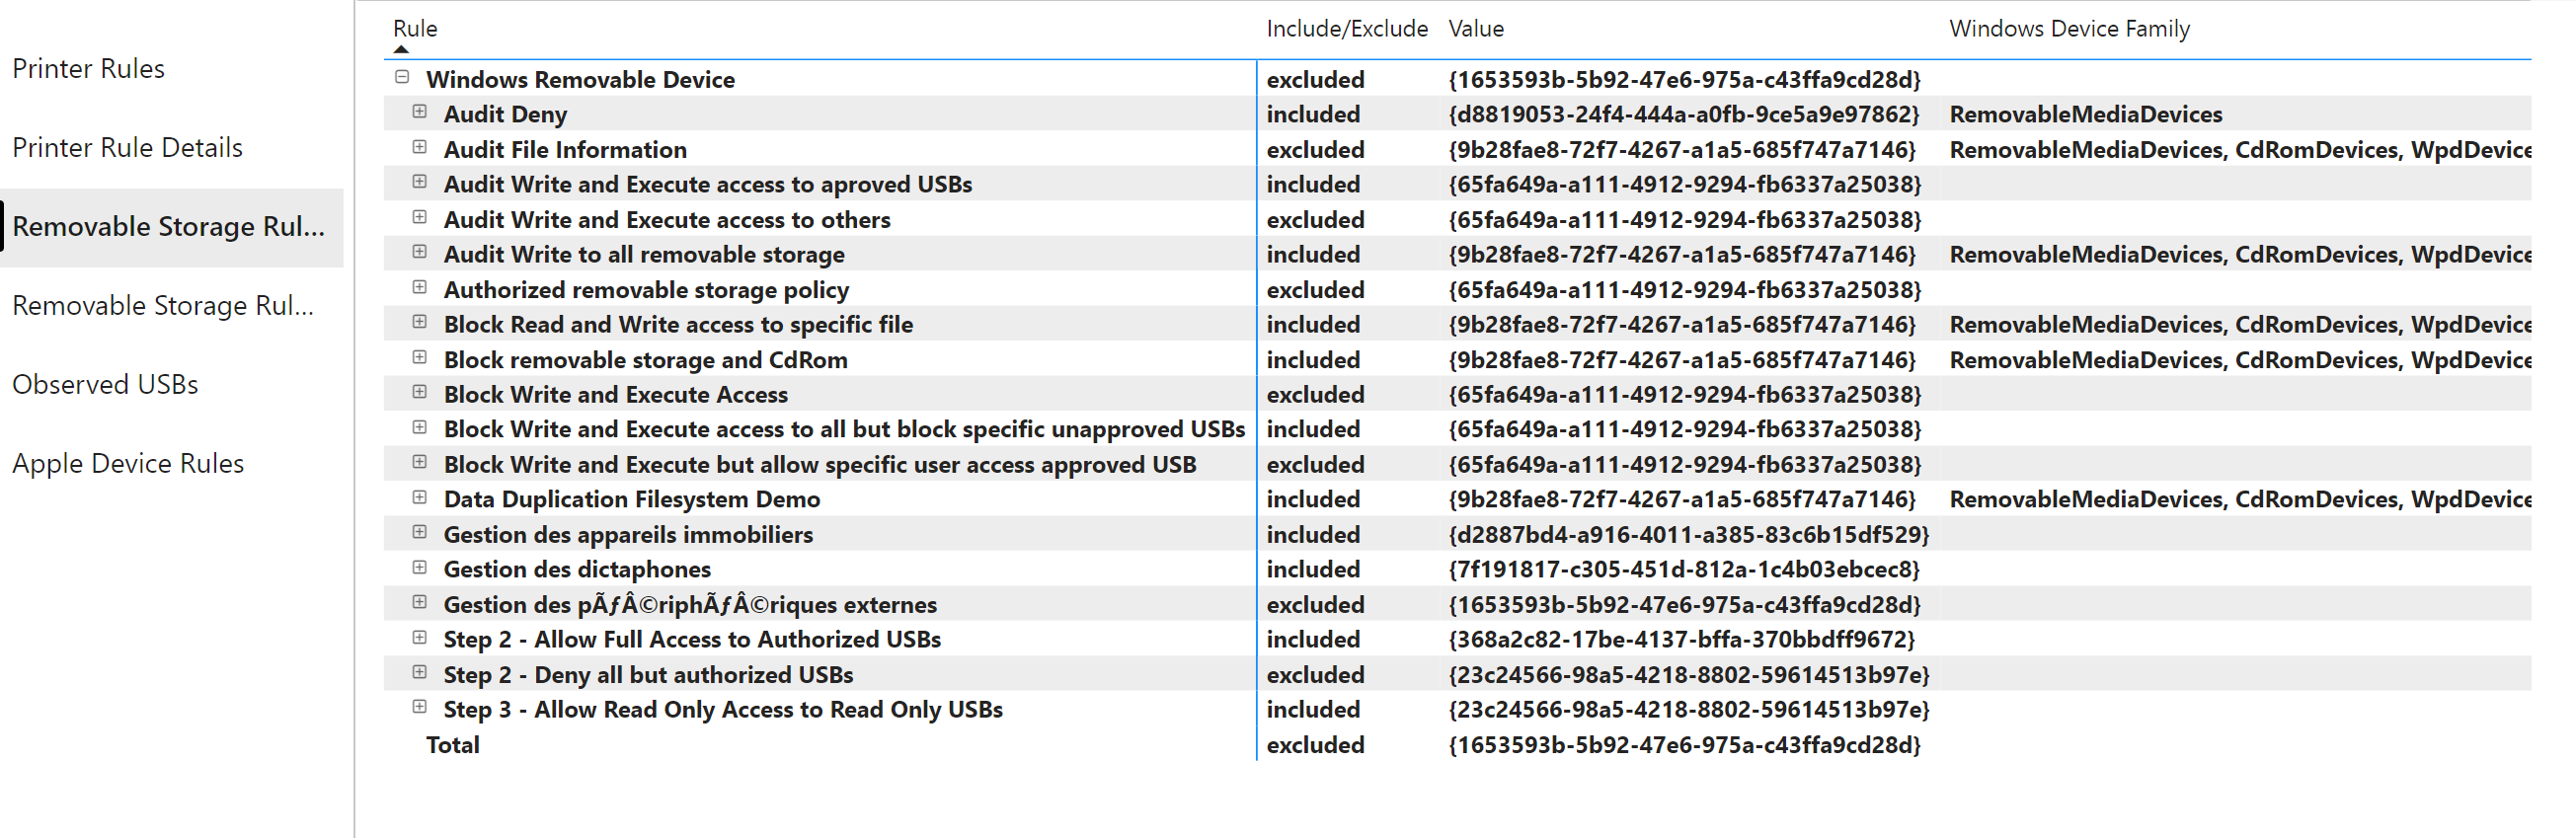 Printer Rules
Printer Rule Details
Removable Storage Rul...
Removable Storage Rul...
Observed USBs
Apple Device Rules
Rule Include/Exclude Value Windows Device Family
Windows Removable Device excluded {1653593b-5b92-47e6-975a-c43ffa9cd28d}
Audit Deny included {d8819053-24f4-444a-a0fb-9ce5a9e97862} RemovableMediaDevices
Audit File Information excluded {9b28fae8-72f7-4267-a1a5-685f747a7146} RemovableMediaDevices, CdRomDevices, WpdDevice
Audit Write and Execute access to aproved USBs included {65fa649a-a111-4912-9294-fb6337a25038}
Audit Write and Execute access to others excluded {65fa649a-a111-4912-9294-fb6337a25038}
Audit Write to all removable storage included {9b28fae8-72f7-4267-a1a5-685f747a7146} RemovableMediaDevices, CdRomDevices, WpdDevice
Authorized removable storage policy excluded {65fa649a-a111-4912-9294-fb6337a25038}
Block Read and Write access to specific file included {9b28fae8-72f7-4267-a1a5-685f747a7146} RemovableMediaDevices, CdRomDevices, WpdDevice
Block removable storage and CdRom included {9b28fae8-72f7-4267-a1a5-685f747a7146} RemovableMediaDevices, CdRomDevices, WpdDevice
Block Write and Execute Access excluded {65fa649a-a111-4912-9294-fb6337a25038}
Block Write and Execute access to all but block specific unapproved USBs included {65fa649a-a111-4912-9294-fb6337a25038}
Block Write and Execute but allow specific user access approved USB excluded {65fa649a-a111-4912-9294-fb6337a25038}
Data Duplication Filesystem Demo included {9b28fae8-72f7-4267-a1a5-685f747a7146} RemovableMediaDevices, CdRomDevices, WpdDevice
Gestion des appareils immobiliers included {d2887bd4-a916-4011-a385-83c6b15df529}
Gestion des dictaphones included {7f191817-c305-451d-812a-1c4b03ebcec8}
Gestion des pÃƒÂ©riphÃƒÂ©riques externes excluded {1653593b-5b92-47e6-975a-c43ffa9cd28d}
Step 2 - Allow Full Access to Authorized USBs included {368a2c82-17be-4137-bffa-370bbdff9672}
Step 2 - Deny all but authorized USBs excluded {23c24566-98a5-4218-8802-59614513b97e}
Step 3 - Allow Read Only Access to Read Only USBs included {23c24566-98a5-4218-8802-59614513b97e}
Total excluded {1653593b-5b92-47e6-975a-c43ffa9cd28d}